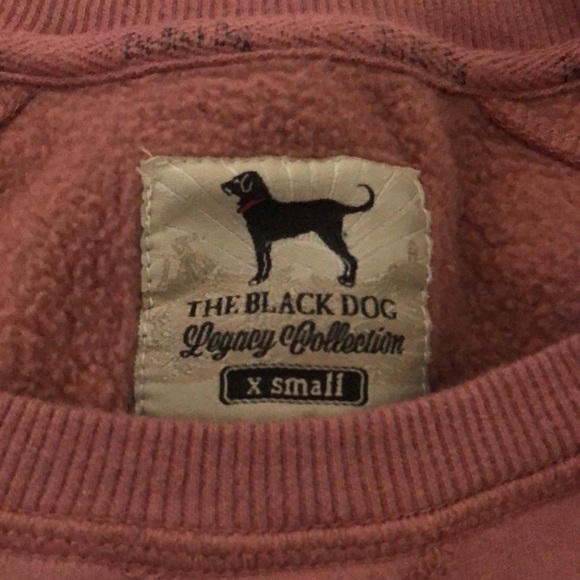 THE BLACK DOG
Legacy Collection
x small